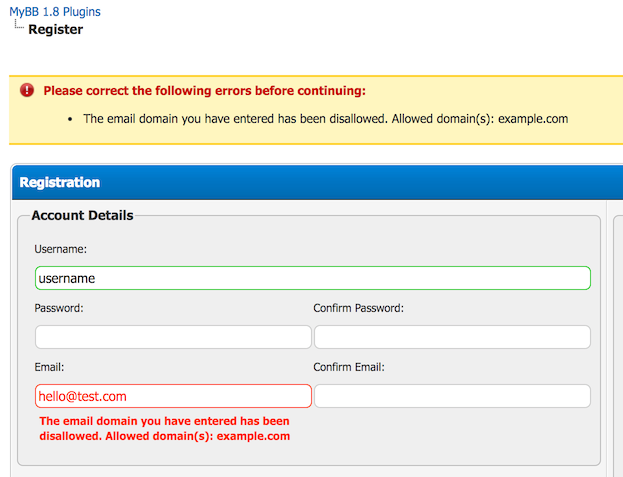 MyBB 1.8 Plugins
Register
Please correct the following errors before continuing:
• The email domain you have entered has been disallowed. Allowed domain(s): example.com
Registration
Account Details
Username:
username
Password:
Confirm Password:
Email:
Confirm Email:
hello@test.com
The email domain you have entered has been
disallowed. Allowed domain(s): example.com